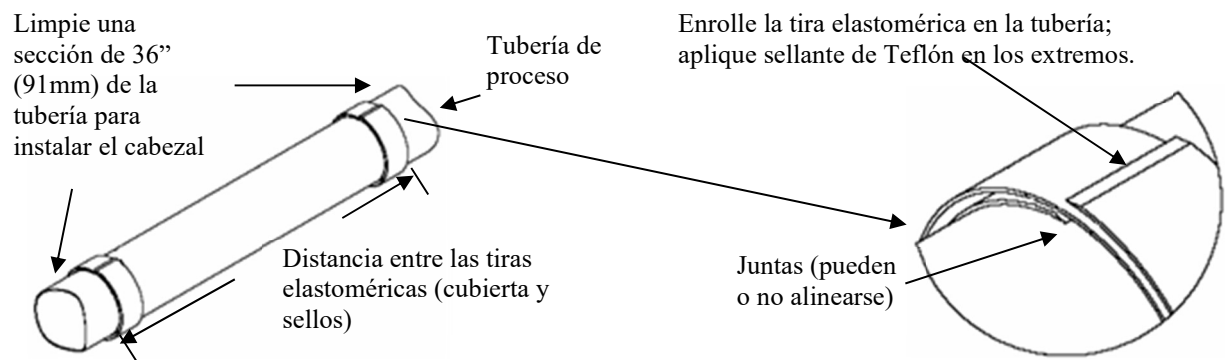 Limpie una
sección de 36”
(91mm) de la
tubería para
instalar el cabezal
Tubería de
proceso
Enrolle la tira elastomérica en la tubería;
aplique sellante de Teflón en los extremos.
Distancia entre las tiras
elastoméricas (cubierta y
sellos)
Juntas (pueden
o no alinearse)